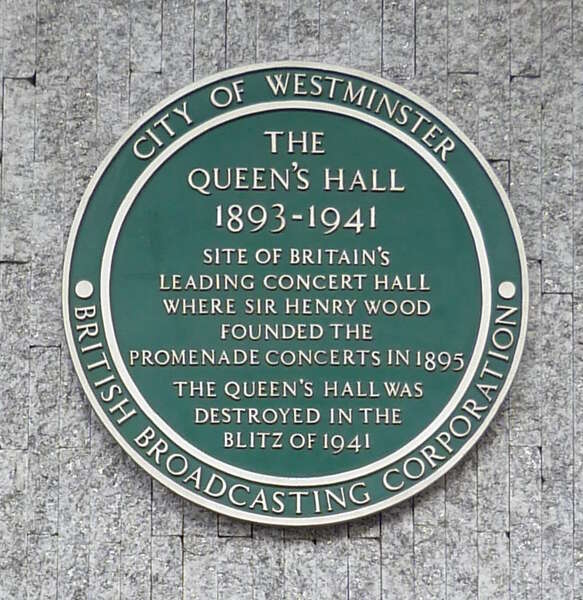 CITY OF WESTMINSTER
THE
QUEEN'S HALL
1893-1941
SITE OF BRITAIN'S
LEADING CONCERT HALL
WHERE SIR HENRY WOOD
FOUNDED THE
PROMENADE CONCERTS IN 1895
THE QUEEN'S HALL WAS
DESTROYED IN THE
BLITZ OF 1941
BRITISH BROADCASTING CORPORATION